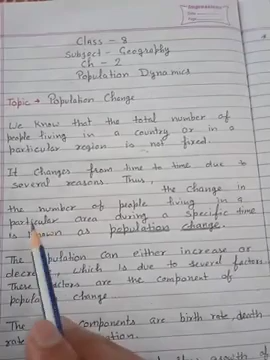 Class - 8
Subject - Geography
Ch - 2
Population Dynamics
Topic → Population Change
We know that the total number of
people living in a country or in a
particular region is not fixed.
It changes from time to time due to
several reasons. Thus,
the change in
the number of people living in a
particular area during a specific time
is known as population change.
The population can either increase or
which is due to several factors
These are the component of
change
The components are birth rate, death
growth of